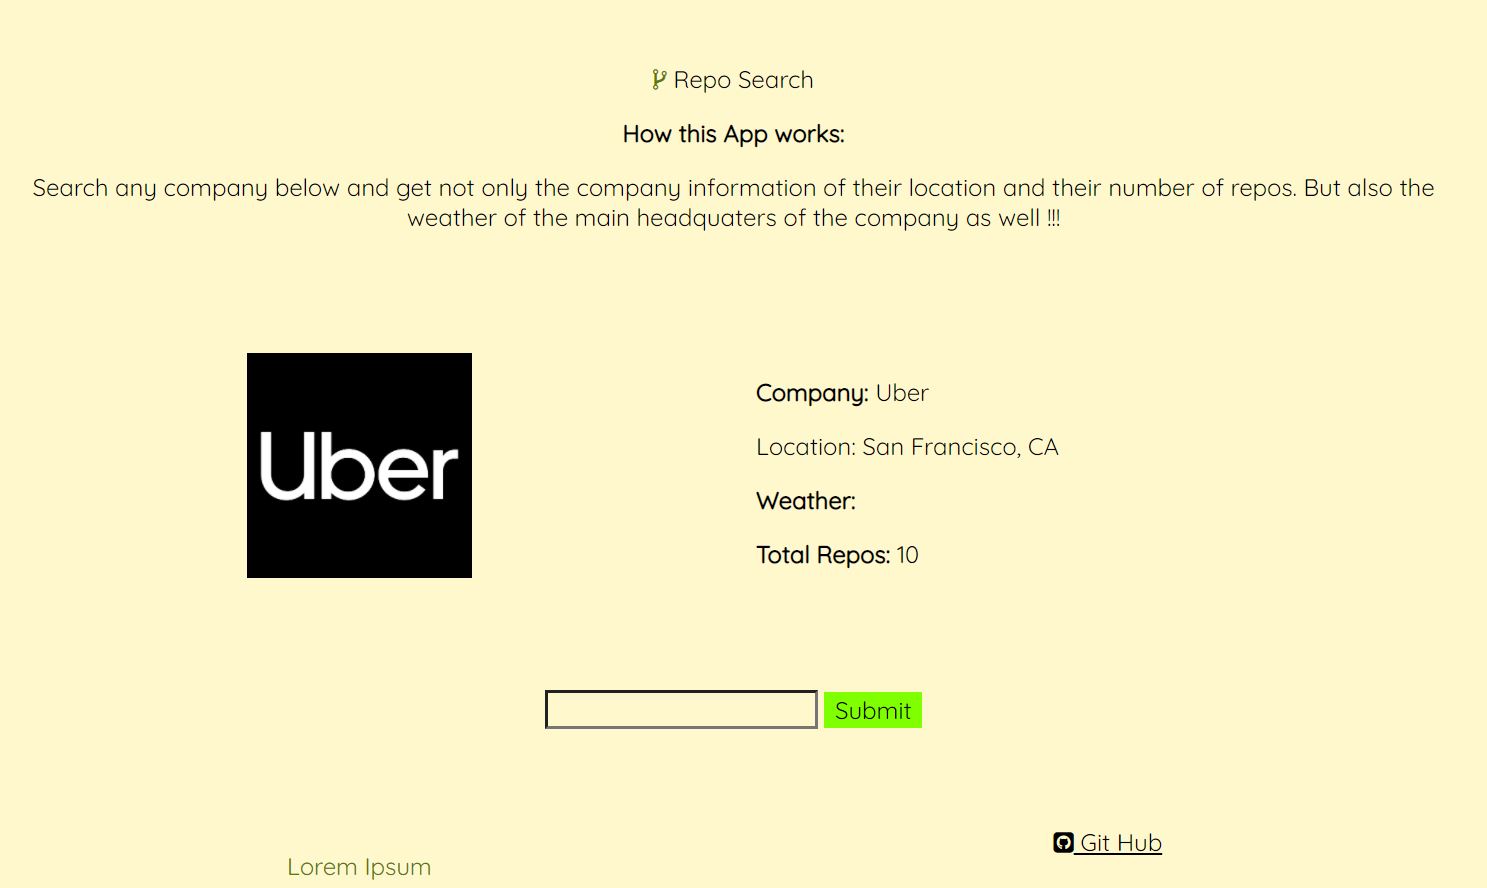 Repo Search
How this App works:
Search any company below and get not only the company information of their location and their number of repos. But also the
weather of the main headquaters of the company as well !!!
Uber
Company: Uber
Location: San Francisco, CA
Weather:
Total Repos: 10
Submit
Git Hub
Lorem Ipsum